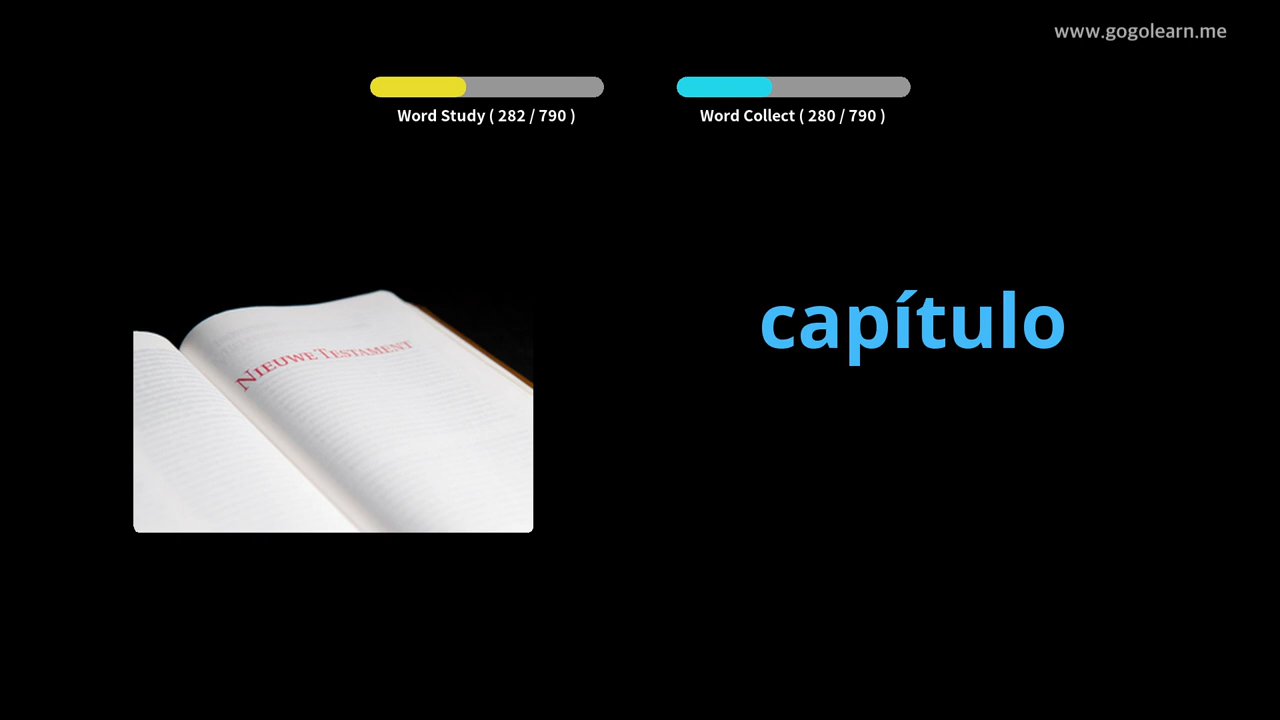 www.gogolearn.me
Word Study ( 282 / 790 )
Word Collect ( 280 / 790 )
capítulo
NIEUWE TESTAMENT